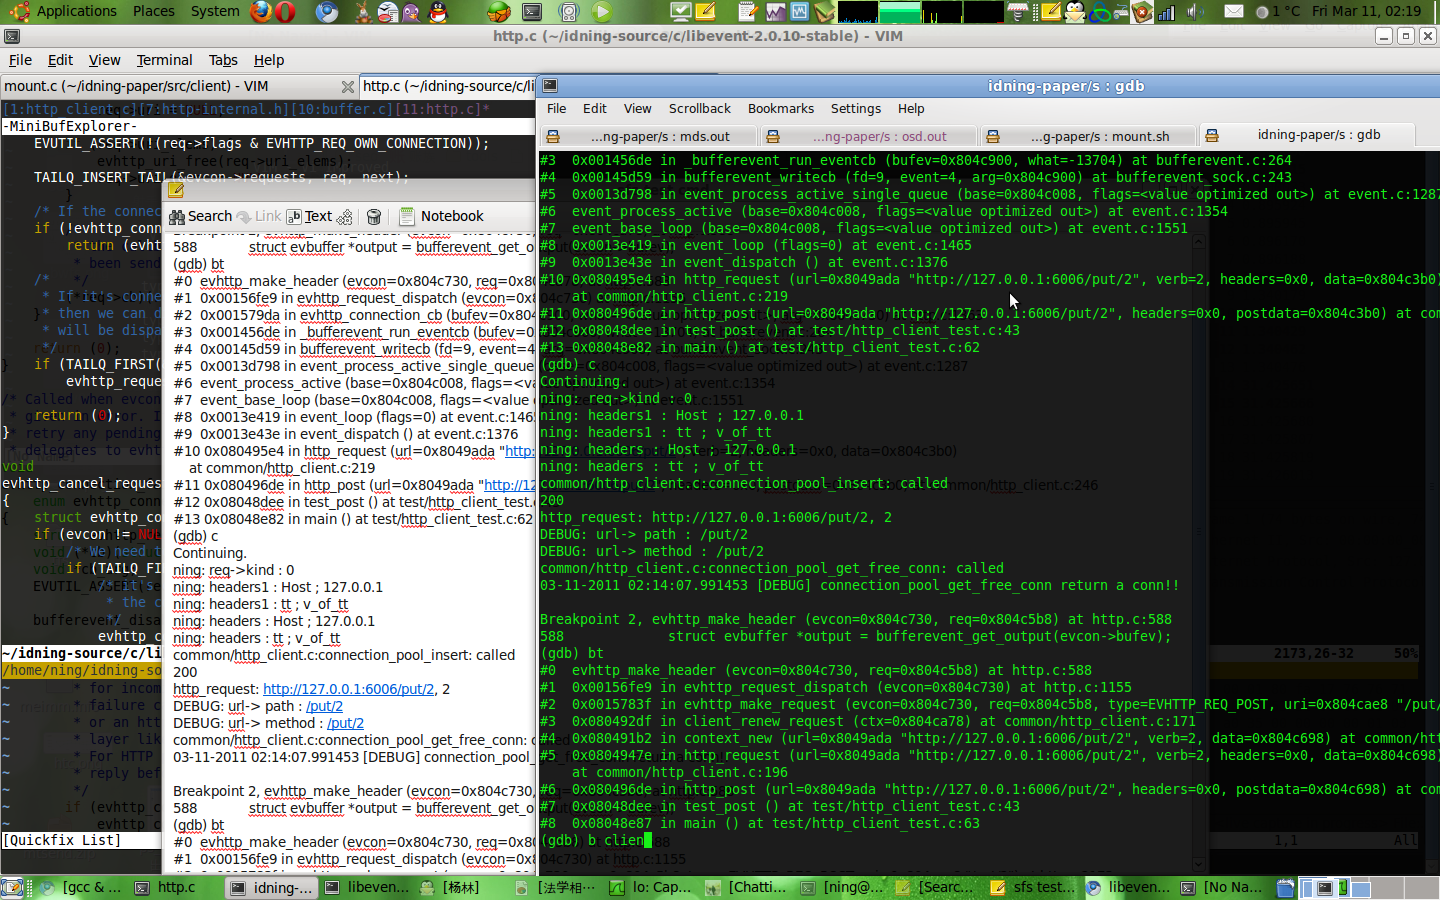 Applications Places System 1 °C Fri Mar 11, 02:19
http.c (~/idning-source/c/libevent-2.0.10-stable) - VIM
File Edit View Terminal Tabs Help
mount.c (~/idning-paper/src/client) - VIM
http.c (~/idning-source/c/li
-MiniBufExplorer-
EVUTIL_ASSERT(!(req->flags & EVHTTP_REQ_OWN_CONNECTION));
evhttp_uri_free(req->uri_elems);
TAILQ_INSERT_TAIL(&evcon->requests, req, next);
/* If the connec
if (!evhttp_conn
return (evht
* been send
/*
* If it's conne
* then we can d
* will be dispa
*/
if (TAILQ_FIRST(
evhttp_reque
/* Called when evcon
return (0);
}
* retry any pending
* delegates to evht
void
evhttp_cancel_reques
{
struct evhttp_co
if (evcon != NUL
/* We need t
if (TAILQ_FI
* the c
*/
evhttp_c
~/idning-source/c/li
/home/ning/idning-so
* for incom
* failure c
* or an htt
* layer lik
* For HTTP
* reply bef
*/
if (evhttp_c
evhttp_c
[Quickfix List]
Search Link Text Notebook
588 struct evbuffer *output = bufferevent_get_o
(gdb) bt
#0 evhttp_make_header (evcon=0x804c730, req=0x8
#1 0x00156fe9 in evhttp_request_dispatch (evcon=0x8
#2 0x001579da in evhttp_connection_cb (bufev=0x804
#3 0x001456de in _bufferevent_run_eventcb (bufev=0
#4 0x00145d59 in bufferevent_writecb (fd=9, event=4
#5 0x0013d798 in event_process_active_single_queue
#6 event_process_active (base=0x804c008, flags=<va
#7 event_base_loop (base=0x804c008, flags=<value
#8 0x0013e419 in event_loop (flags=0) at event.c:146
#9 0x0013e43e in event_dispatch () at event.c:1376
#10 0x080495e4 in http_request (url=0x8049ada "http:
at common/http_client.c:219
#11 0x080496de in http_post (url=0x8049ada "http://12
#12 0x08048dee in test_post () at test/http_client_test.
#13 0x08048e82 in main () at test/http_client_test.c:62
(gdb) c
Continuing.
ning: req->kind : 0
ning: headers1 : Host ; 127.0.0.1
ning: headers1 : tt ; v_of_tt
ning: headers : Host ; 127.0.0.1
ning: headers : tt ; v_of_tt
common/http_client.c:connection_pool_insert: called
200
http_request: http://127.0.0.1:6006/put/2, 2
DEBUG: url-> path : /put/2
DEBUG: url-> method : /put/2
common/http_client.c:connection_pool_get_free_conn: c
03-11-2011 02:14:07.991453 [DEBUG] connection_pool_
Breakpoint 2, evhttp_make_header (evcon=0x804c730,
588 struct evbuffer *output = bufferevent_get_o
(gdb) bt
#0 evhttp_make_header (evcon=0x804c730, req=0x8
#1 0x00156fe9 in evhttp_request_dispatch (evcon=0x8
idning-paper/s : gdb
File Edit View Scrollback Bookmarks Settings Help
...ng-paper/s : mds.out ...ng-paper/s : osd.out ...g-paper/s : mount.sh idning-paper/s : gdb
#3 0x001456de in _bufferevent_run_eventcb (bufev=0x804c900, what=-13704) at bufferevent.c:264
#4 0x00145d59 in bufferevent_writecb (fd=9, event=4, arg=0x804c900) at bufferevent_sock.c:243
#5 0x0013d798 in event_process_active_single_queue (base=0x804c008, flags=<value optimized out>) at event.c:1287
#6 event_process_active (base=0x804c008, flags=<value optimized out>) at event.c:1354
#7 event_base_loop (base=0x804c008, flags=<value optimized out>) at event.c:1551
#8 0x0013e419 in event_loop (flags=0) at event.c:1465
#9 0x0013e43e in event_dispatch () at event.c:1376
#10 0x080495e4 in http_request (url=0x8049ada "http://127.0.0.1:6006/put/2", verb=2, headers=0x0, data=0x804c3b0)
at common/http_client.c:219
#11 0x080496de in http_post (url=0x8049ada "http://127.0.0.1:6006/put/2", headers=0x0, postdata=0x804c3b0) at com
#12 0x08048dee in test_post () at test/http_client_test.c:43
#13 0x08048e82 in main () at test/http_client_test.c:62
(gdb) c
Continuing.
ning: req->kind : 0
ning: headers1 : Host ; 127.0.0.1
ning: headers1 : tt ; v_of_tt
ning: headers : Host ; 127.0.0.1
ning: headers : tt ; v_of_tt
common/http_client.c:connection_pool_insert: called
200
http_request: http://127.0.0.1:6006/put/2, 2
DEBUG: url-> path : /put/2
DEBUG: url-> method : /put/2
common/http_client.c:connection_pool_get_free_conn: called
03-11-2011 02:14:07.991453 [DEBUG] connection_pool_get_free_conn return a conn!!
Breakpoint 2, evhttp_make_header (evcon=0x804c730, req=0x804c5b8) at http.c:588
588 struct evbuffer *output = bufferevent_get_output(evcon->bufev);
(gdb) bt
#0 evhttp_make_header (evcon=0x804c730, req=0x804c5b8) at http.c:588
#1 0x00156fe9 in evhttp_request_dispatch (evcon=0x804c730) at http.c:1155
#2 0x0015783f in evhttp_make_request (evcon=0x804c730, req=0x804c5b8, type=EVHTTP_REQ_POST, uri=0x804cae8 "/put/
#3 0x080492df in client_renew_request (ctx=0x804ca78) at common/http_client.c:171
#4 0x080491b2 in context_new (url=0x8049ada "http://127.0.0.1:6006/put/2", verb=2, data=0x804c698) at common/htt
#5 0x0804947e in http_request (url=0x8049ada "http://127.0.0.1:6006/put/2", verb=2, headers=0x0, data=0x804c698)
at common/http_client.c:196
#6 0x080496de in http_post (url=0x8049ada "http://127.0.0.1:6006/put/2", headers=0x0, postdata=0x804c698) at com
#7 0x08048dee in test_post () at test/http_client_test.c:43
#8 0x08048e87 in main () at test/http_client_test.c:63
(gdb) b clien
2173,26-32 50%
1,1 All
[gcc & ... http.c idning-... libeven... [杨林] [法学相... lo: Cap... [Chatti... [ning@... [Searc... sfs test... libeven... [No Na...